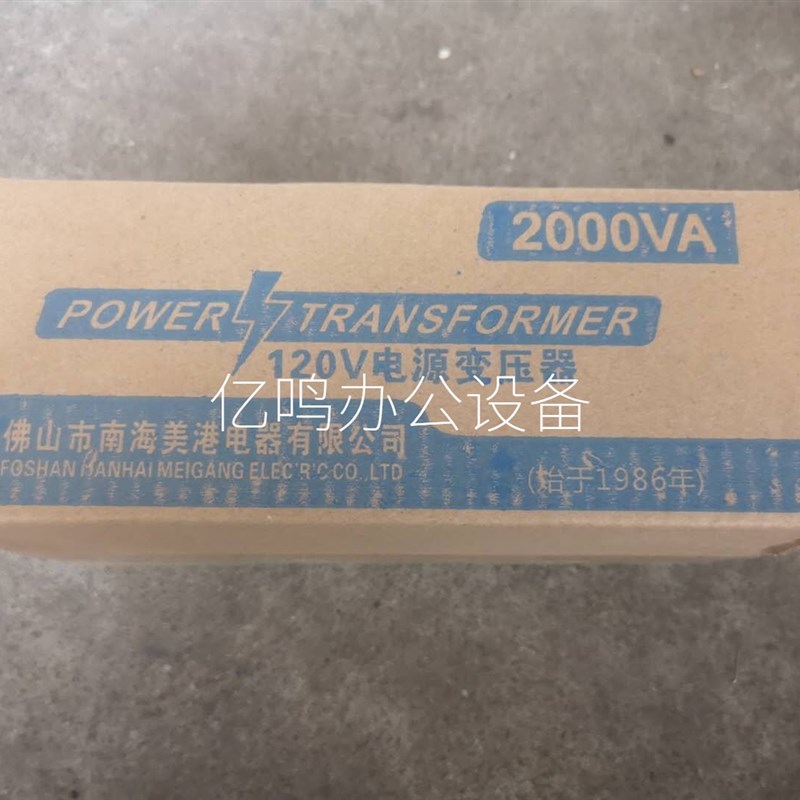 2000VA
POWER TRANSFORMER
120V电源变压器
亿鸣办公设备
佛山市南海美港电器有限公司
FOSHAN NANHAI MEIGANG ELEC'R'C CO.,LTD
(始于1986年)